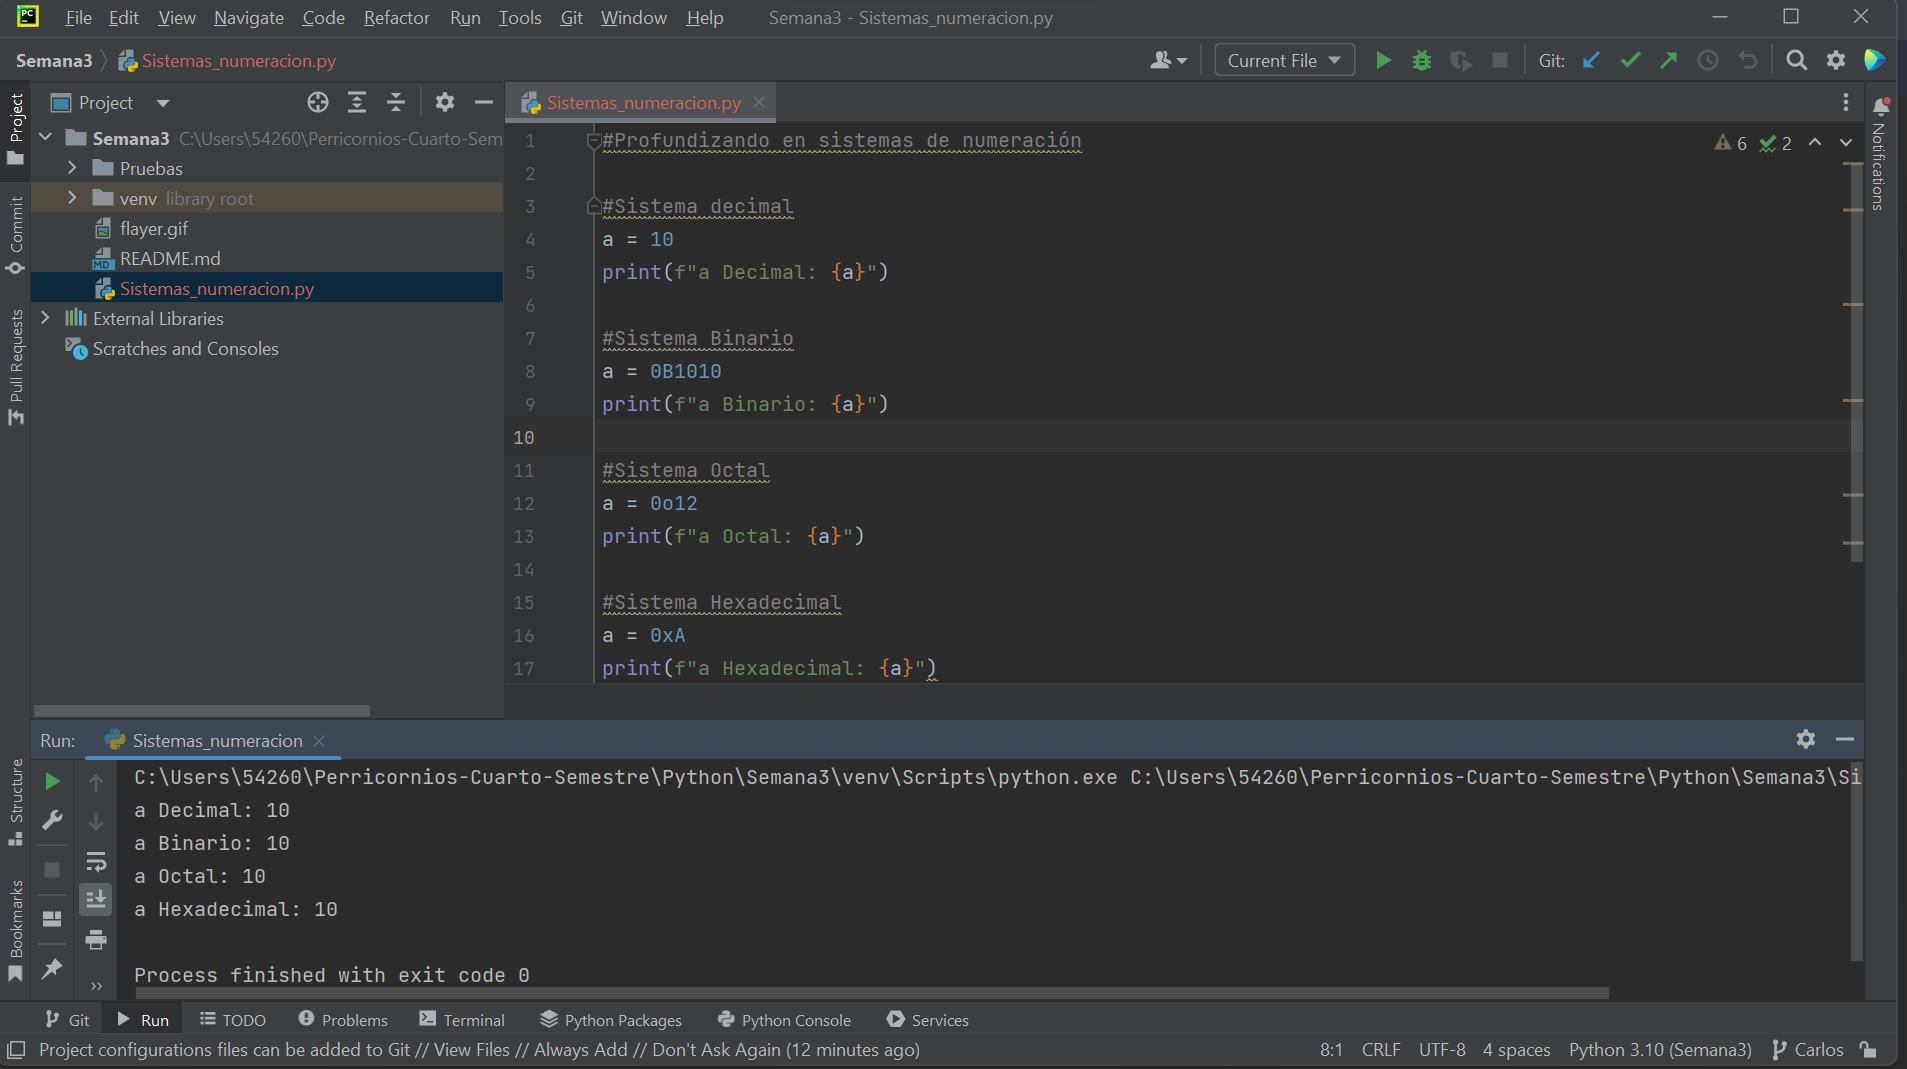 PC
File Edit View Navigate Code Refactor Run Tools Git Window Help Semana3 - Sistemas_numeracion.py
Semana3 Sistemas_numeracion.py Current File Git:
Project
Semana3 C:\Users\54260\Perricornios-Cuarto-Sem
Pruebas
venv library root
flayer.gif
MD README.md
Sistemas_numeracion.py
External Libraries
Scratches and Consoles
Project
Commit
Pull Requests
Structure
Bookmarks
Notifications
Sistemas_numeracion.py
6 2
1 #Profundizando en sistemas de numeración
2
3 #Sistema decimal
4 a = 10
5 print(f"a Decimal: {a}")
6
7 #Sistema Binario
8 a = 0B1010
9 print(f"a Binario: {a}")
10
11 #Sistema Octal
12 a = 0o12
13 print(f"a Octal: {a}")
14
15 #Sistema Hexadecimal
16 a = 0xA
17 print(f"a Hexadecimal: {a}")
Run: Sistemas_numeracion
C:\Users\54260\Perricornios-Cuarto-Semestre\Python\Semana3\venv\Scripts\python.exe C:\Users\54260\Perricornios-Cuarto-Semestre\Python\Semana3\Si
a Decimal: 10
a Binario: 10
a Octal: 10
a Hexadecimal: 10
Process finished with exit code 0
Git Run TODO Problems Terminal Python Packages Python Console Services
Project configurations files can be added to Git // View Files // Always Add // Don't Ask Again (12 minutes ago) 8:1 CRLF UTF-8 4 spaces Python 3.10 (Semana3) Carlos